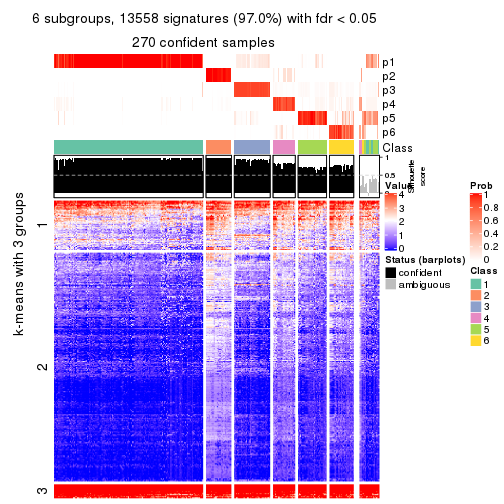 6 subgroups, 13558 signatures (97.0%) with fdr < 0.05
270 confident samples
p1
p2
p3
p4
p5
p6
Class
1
0.5
0
Silhouette
score
k-means with 3 groups
1
2
3
Value
4
3
2
1
0
Status (barplots)
confident
ambiguous
Prob
1
0.8
0.6
0.4
0.2
0
Class
1
2
3
4
5
6